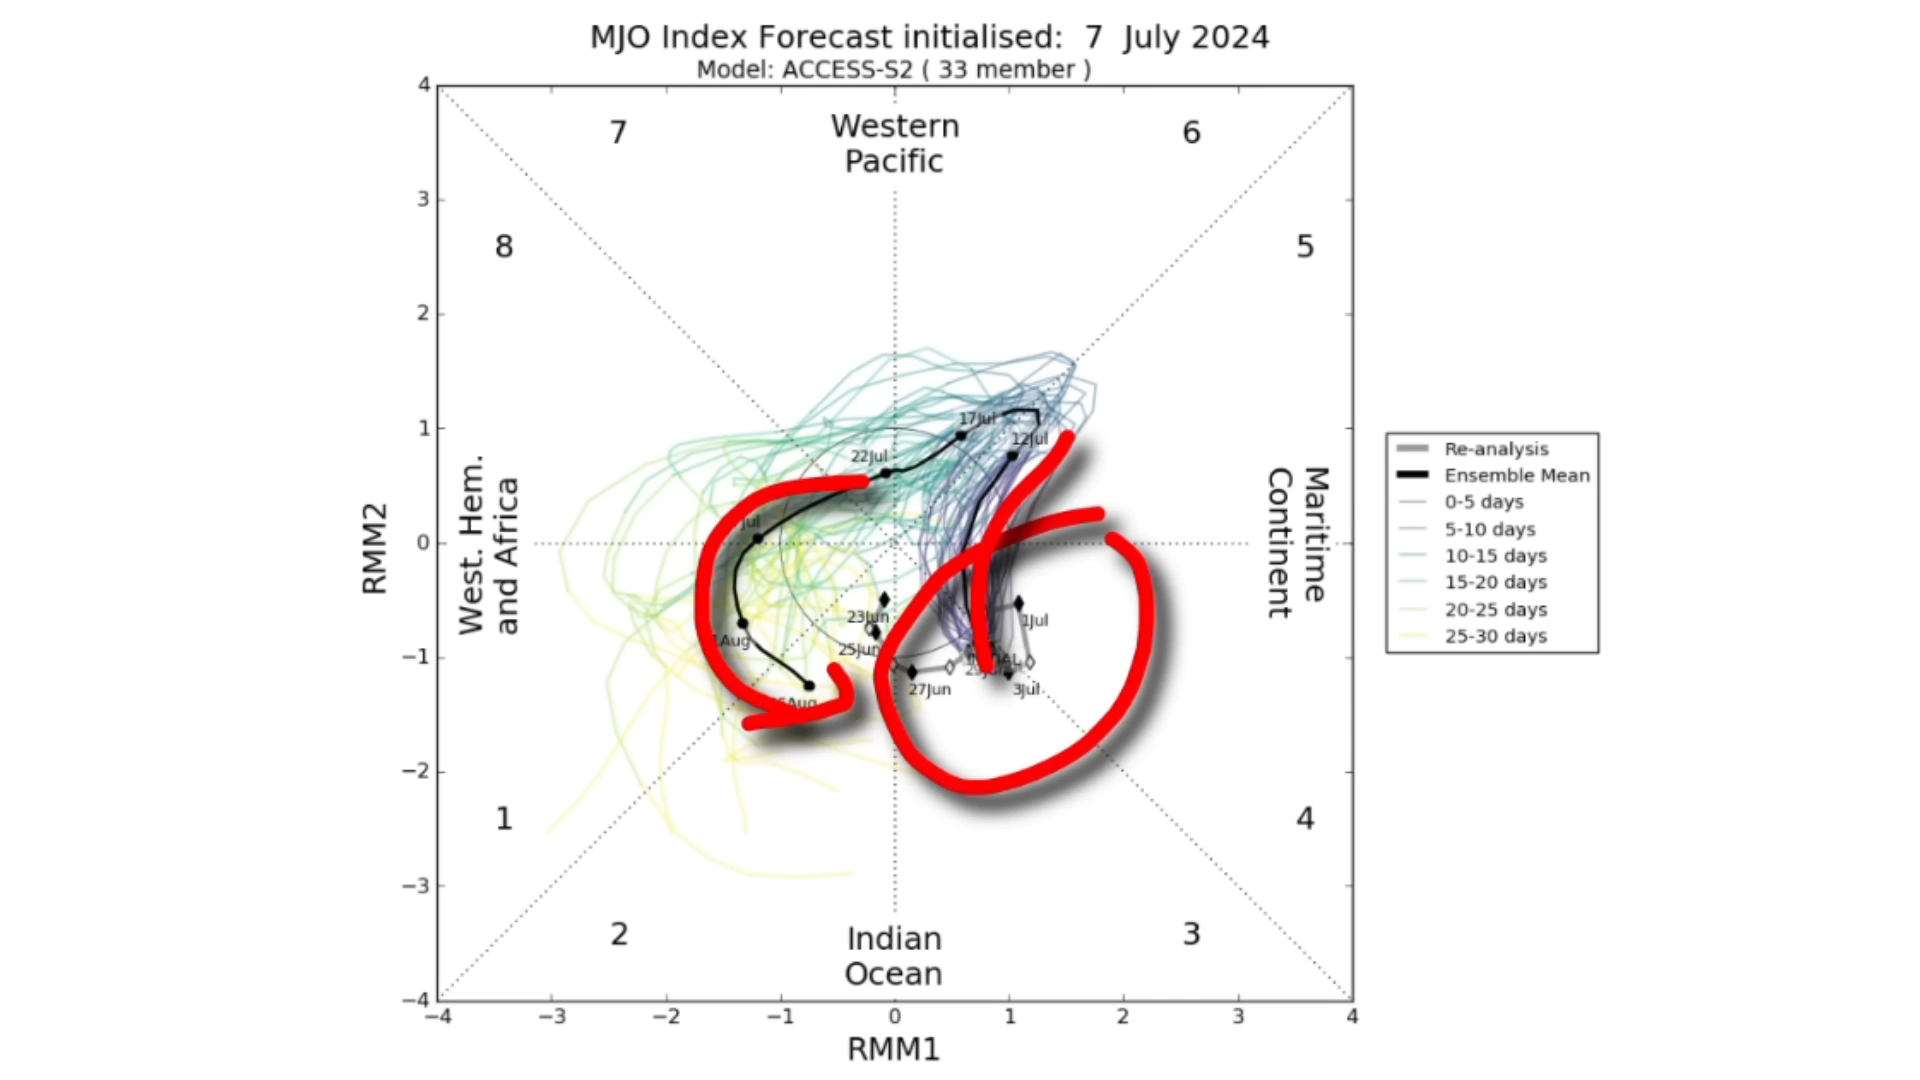 MJO Index Forecast initialised: 7 July 2024
Model: ACCESS-S2 ( 33 member )
4
3
2
1
0
−1
−2
−3
−4
RMM2
7
Western
Pacific
6
8
5
West. Hem.
and Africa
Maritime
Continent
17Jul
12Jul
22Jul
Jul
23Jun
25Jun
1Jul
27Jun
3Jul
Aug
1
4
2
Indian
Ocean
3
−4
−3
−2
−1
0
1
2
3
4
RMM1
Re-analysis
Ensemble Mean
0-5 days
5-10 days
10-15 days
15-20 days
20-25 days
25-30 days